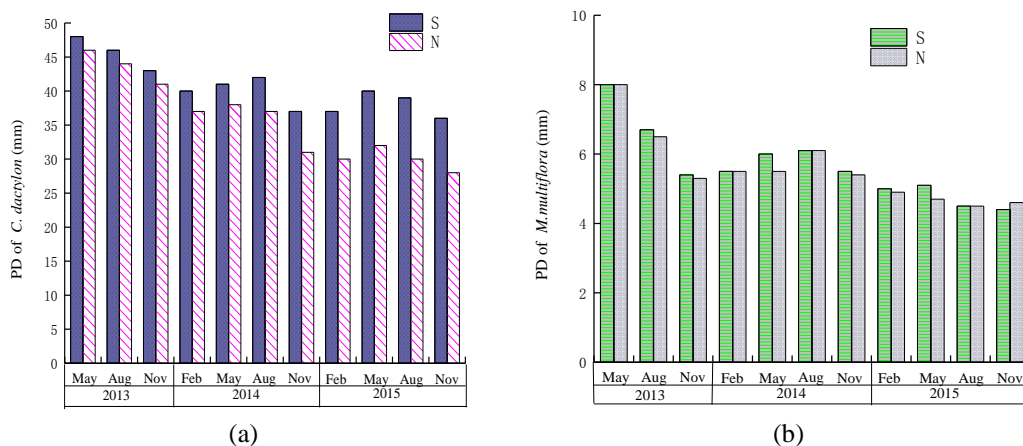 PD of C. dactylon (mm)
50
45
40
35
30
25
20
15
10
5
0
S
N
May Aug Nov Feb May Aug Nov Feb May Aug Nov
2013 2014 2015
(a)
PD of M.multiflora (mm)
10
8
6
4
2
0
S
N
May Aug Nov Feb May Aug Nov Feb May Aug Nov
2013 2014 2015
(b)